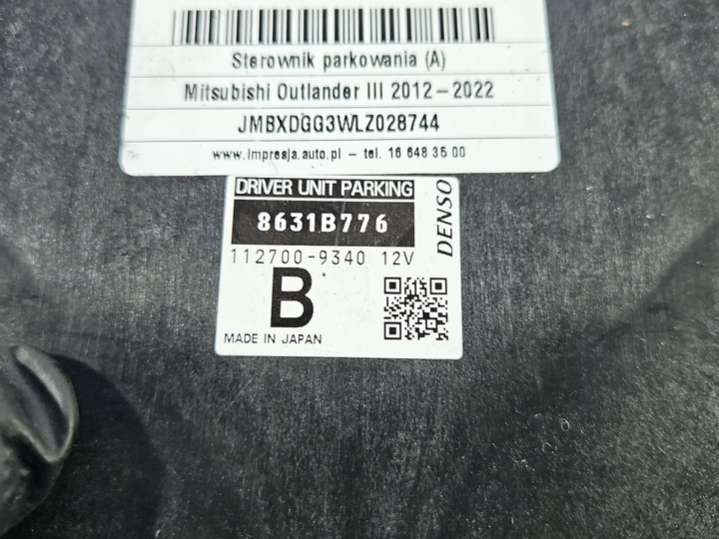 Sterownik parkowania (A)
Mitsubishi Outlander III 2012-2022
JMBXDGG3WLZ028744
www.impresja.auto.pl - tel. 16 648 35 00
DRIVER UNIT PARKING
8631B776
DENSO
112700-9340 12V
B
MADE IN JAPAN